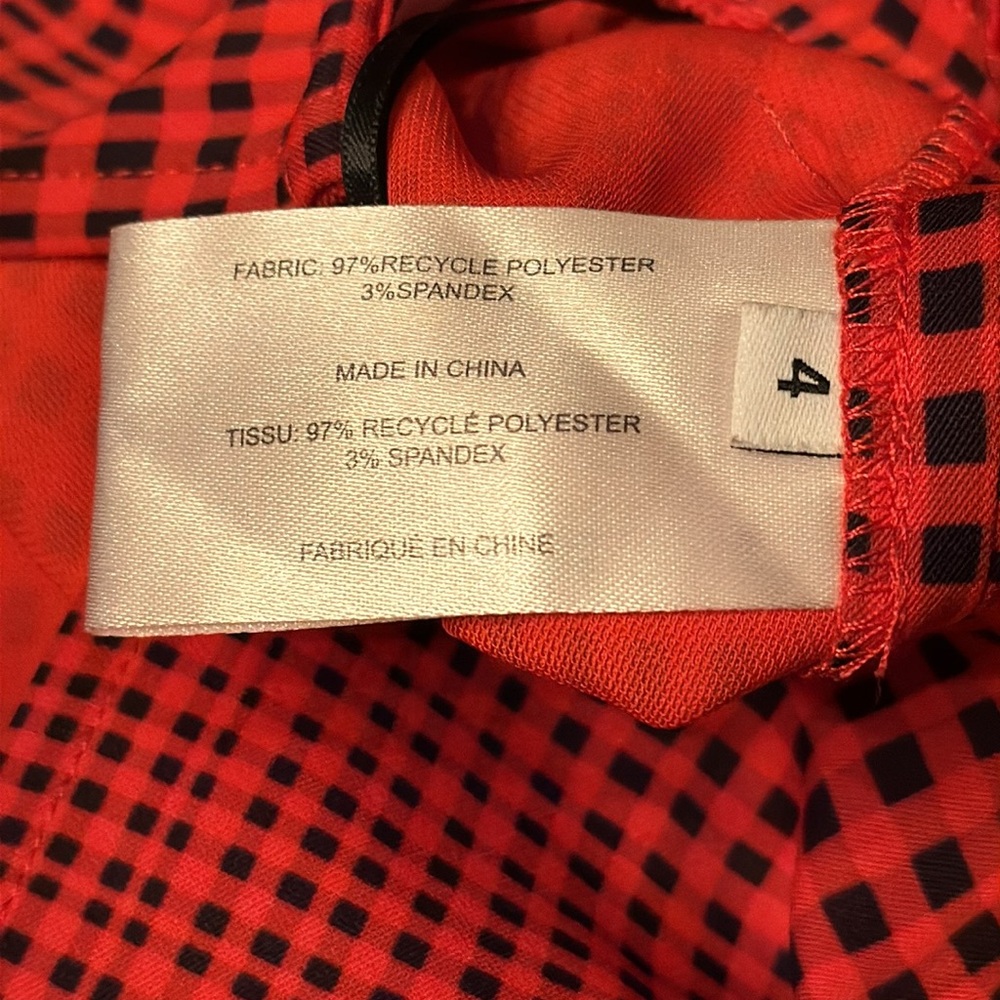 FABRIC: 97%RECYCLE POLYESTER
3%SPANDEX
MADE IN CHINA
TISSU: 97% RECYCLÉ POLYESTER
3% SPANDEX
FABRIQUÉ EN CHINE
4